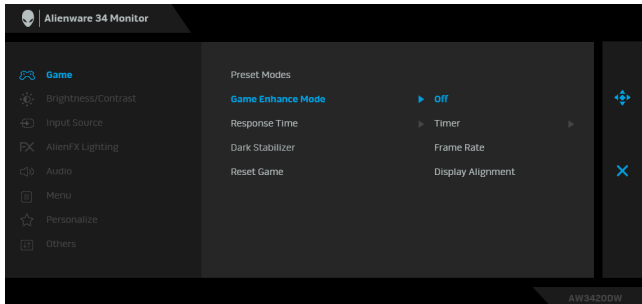 Alienware 34 Monitor
Game
Brightness/Contrast
Input Source
FX AlienFX Lighting
Audio
Menu
Personalize
Others
Preset Modes
Game Enhance Mode
Response Time
Dark Stabilizer
Reset Game
Off
Timer
Frame Rate
Display Alignment
AW3420DW